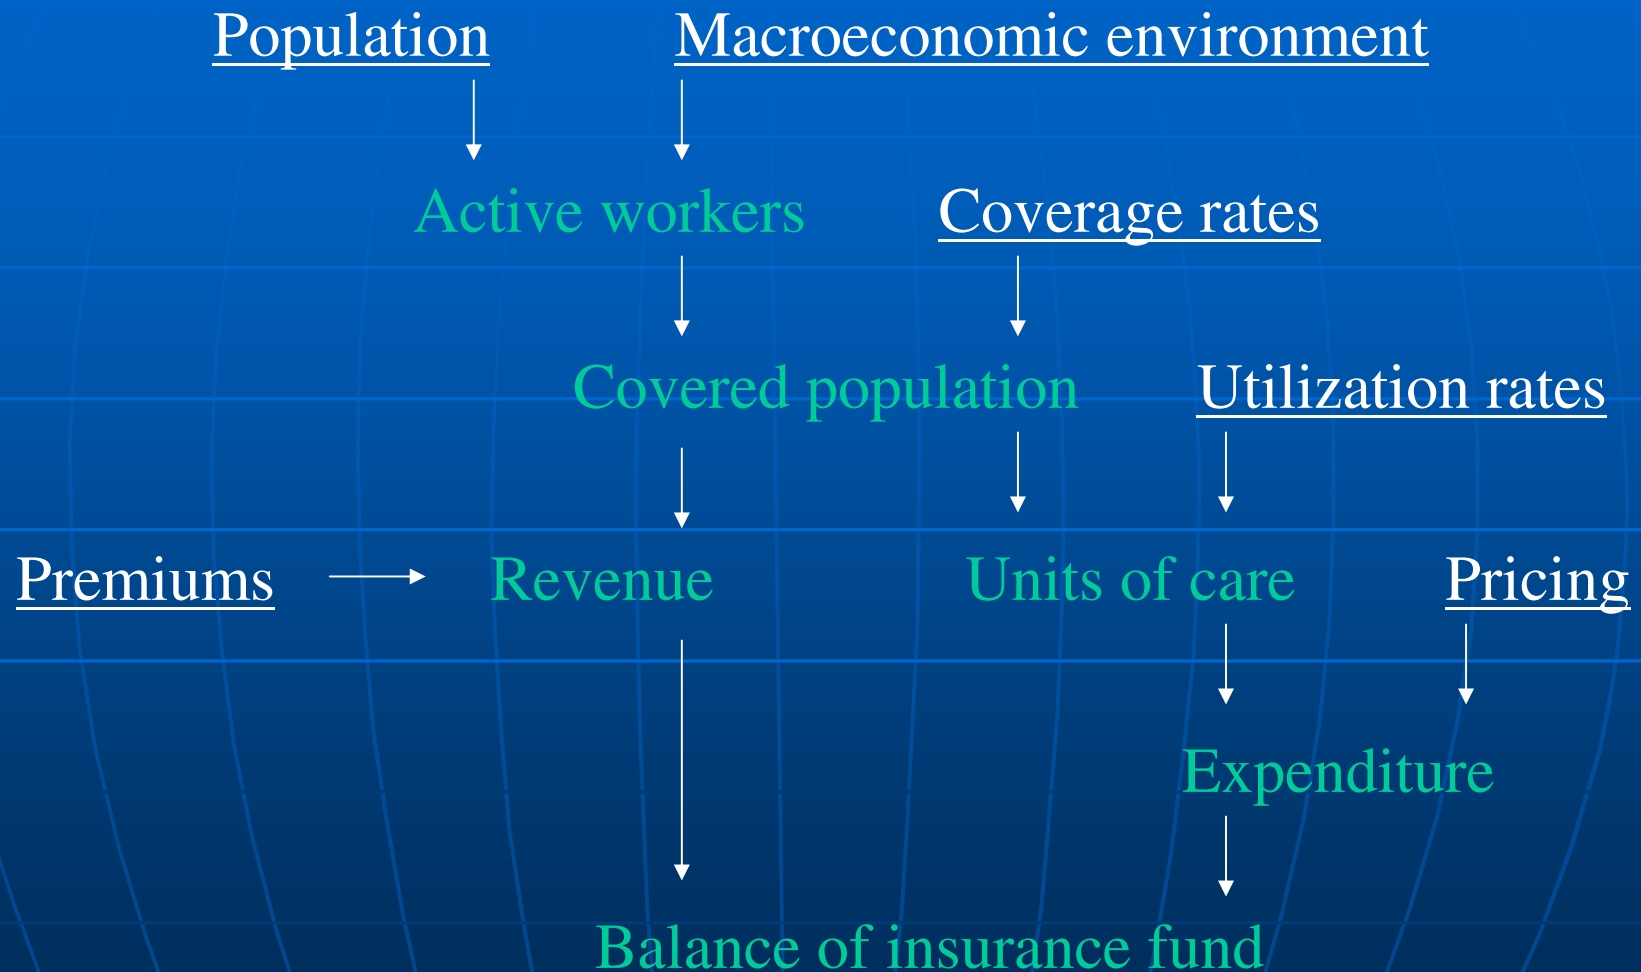 Population Macroeconomic environment
Active workers Coverage rates
Covered population Utilization rates
Premiums Revenue Units of care Pricing
Expenditure
Balance of insurance fund